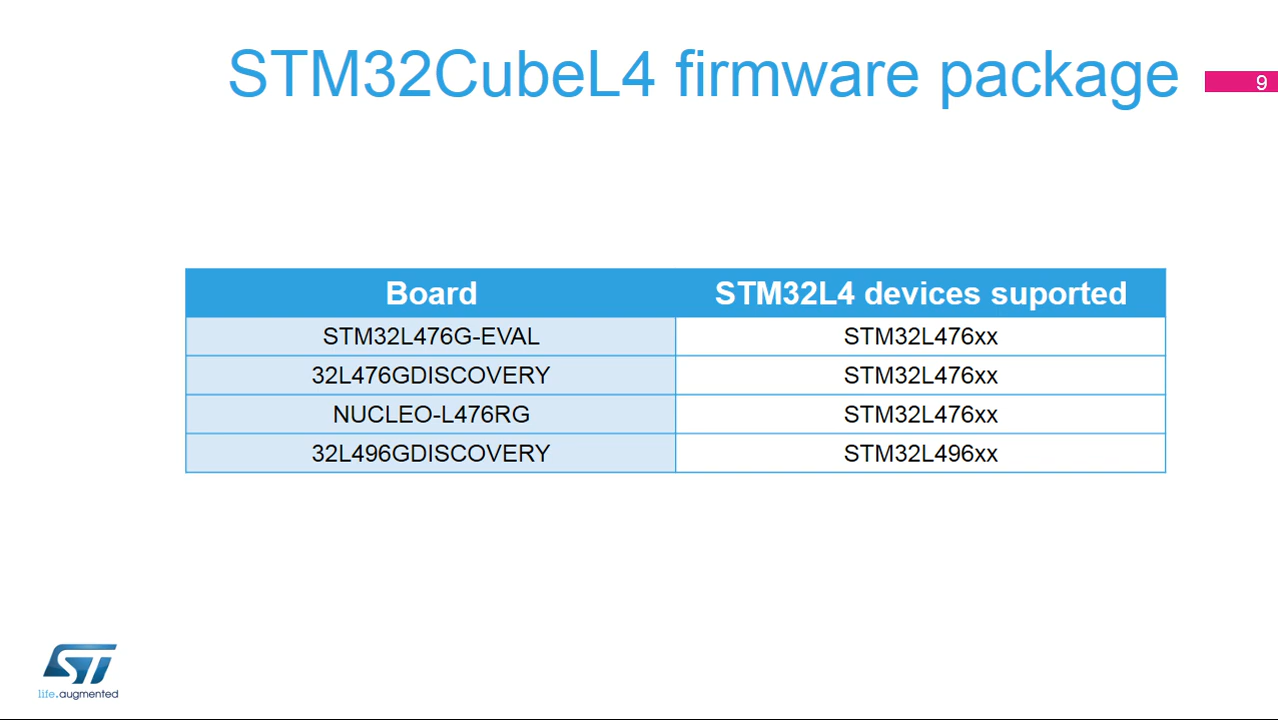 STM32CubeL4 firmware package
9
Board STM32L4 devices suported
STM32L476G-EVAL STM32L476xx
32L476GDISCOVERY STM32L476xx
NUCLEO-L476RG STM32L476xx
32L496GDISCOVERY STM32L496xx
ST
life.augmented